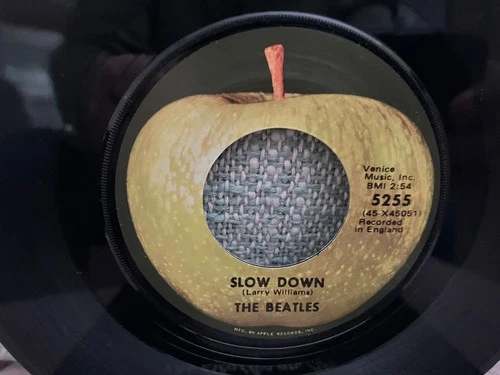 Venice
Music, Inc.
BMI 2:54
5255
(45-X45051)
Recorded
in England
SLOW DOWN
(Larry Williams)
THE BEATLES
MFG. BY APPLE RECORDS, INC.